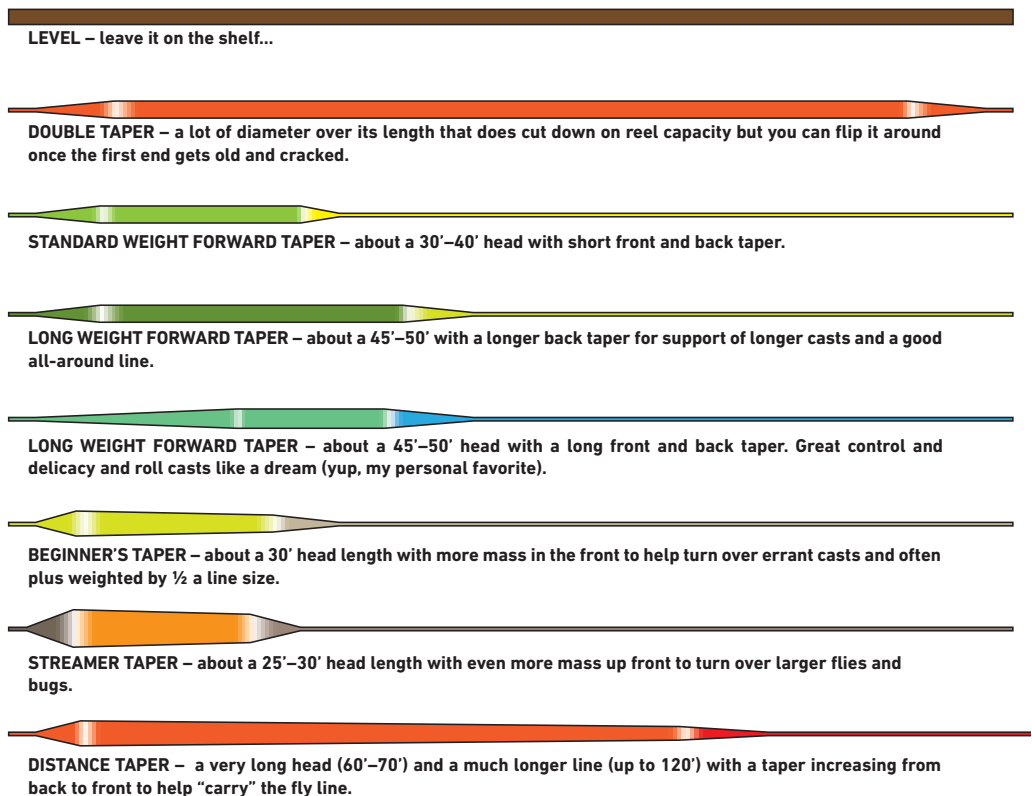 LEVEL – leave it on the shelf...
DOUBLE TAPER – a lot of diameter over its length that does cut down on reel capacity but you can flip it around
once the first end gets old and cracked.
STANDARD WEIGHT FORWARD TAPER – about a 30’–40’ head with short front and back taper.
LONG WEIGHT FORWARD TAPER – about a 45’–50’ with a longer back taper for support of longer casts and a good
all-around line.
LONG WEIGHT FORWARD TAPER – about a 45’–50’ head with a long front and back taper. Great control and
delicacy and roll casts like a dream (yup, my personal favorite).
BEGINNER’S TAPER – about a 30’ head length with more mass in the front to help turn over errant casts and often
plus weighted by ½ a line size.
STREAMER TAPER – about a 25’–30’ head length with even more mass up front to turn over larger flies and
bugs.
DISTANCE TAPER – a very long head (60’–70’) and a much longer line (up to 120’) with a taper increasing from
back to front to help “carry” the fly line.